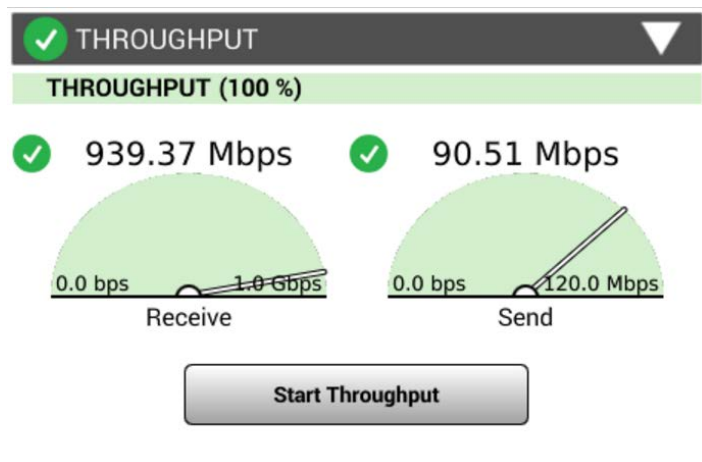 THROUGHPUT
THROUGHPUT (100 %)
939.37 Mbps
90.51 Mbps
0.0 bps
1.0 Gbps
0.0 bps
120.0 Mbps
Receive
Send
Start Throughput